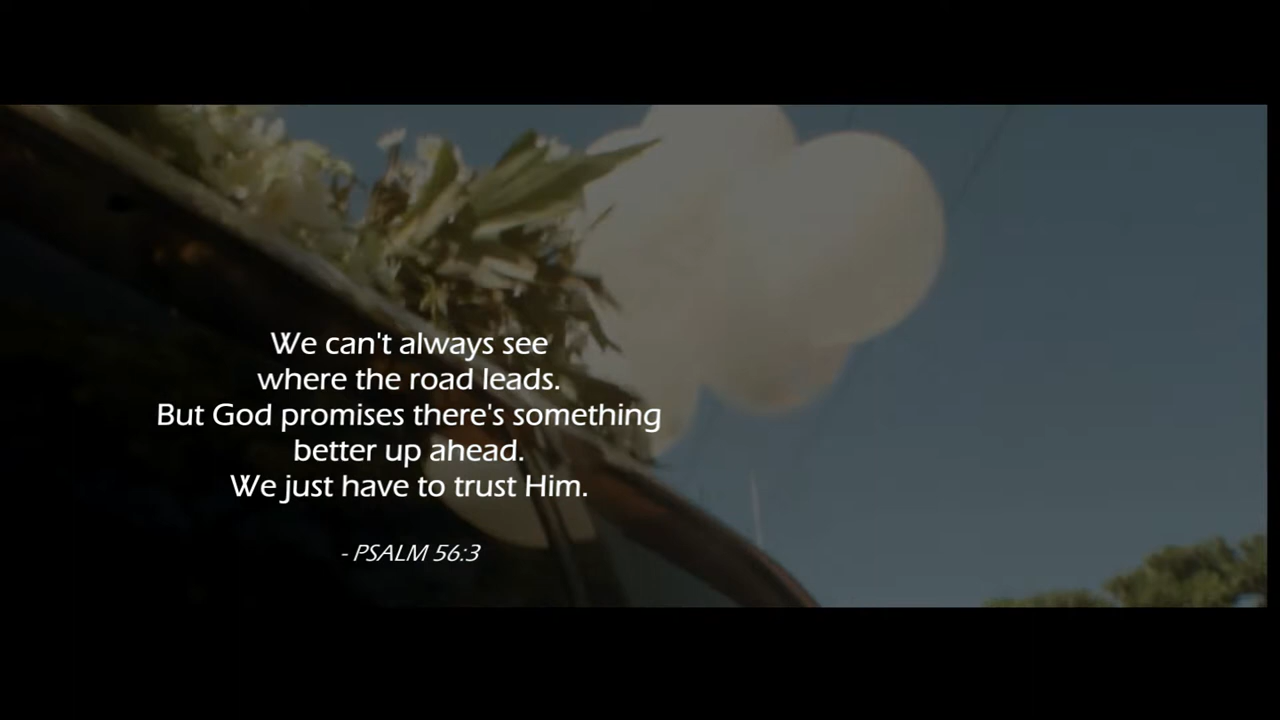 We can't always see
where the road leads.
But God promises there's something
better up ahead.
We just have to trust Him.
- PSALM 56:3